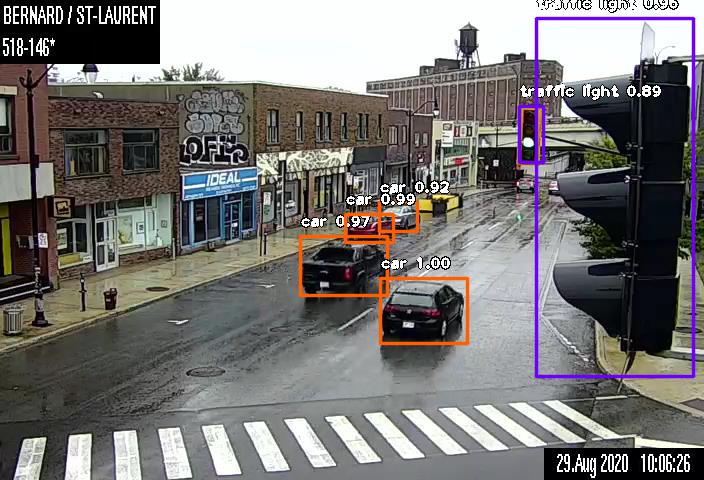 BERNARD / ST-LAURENT
518-146*
traffic light 0.96
traffic light 0.89
car 0.92
car 0.99
car 0.97
car 1.00
IDEAL
29.Aug 2020 10:06:26